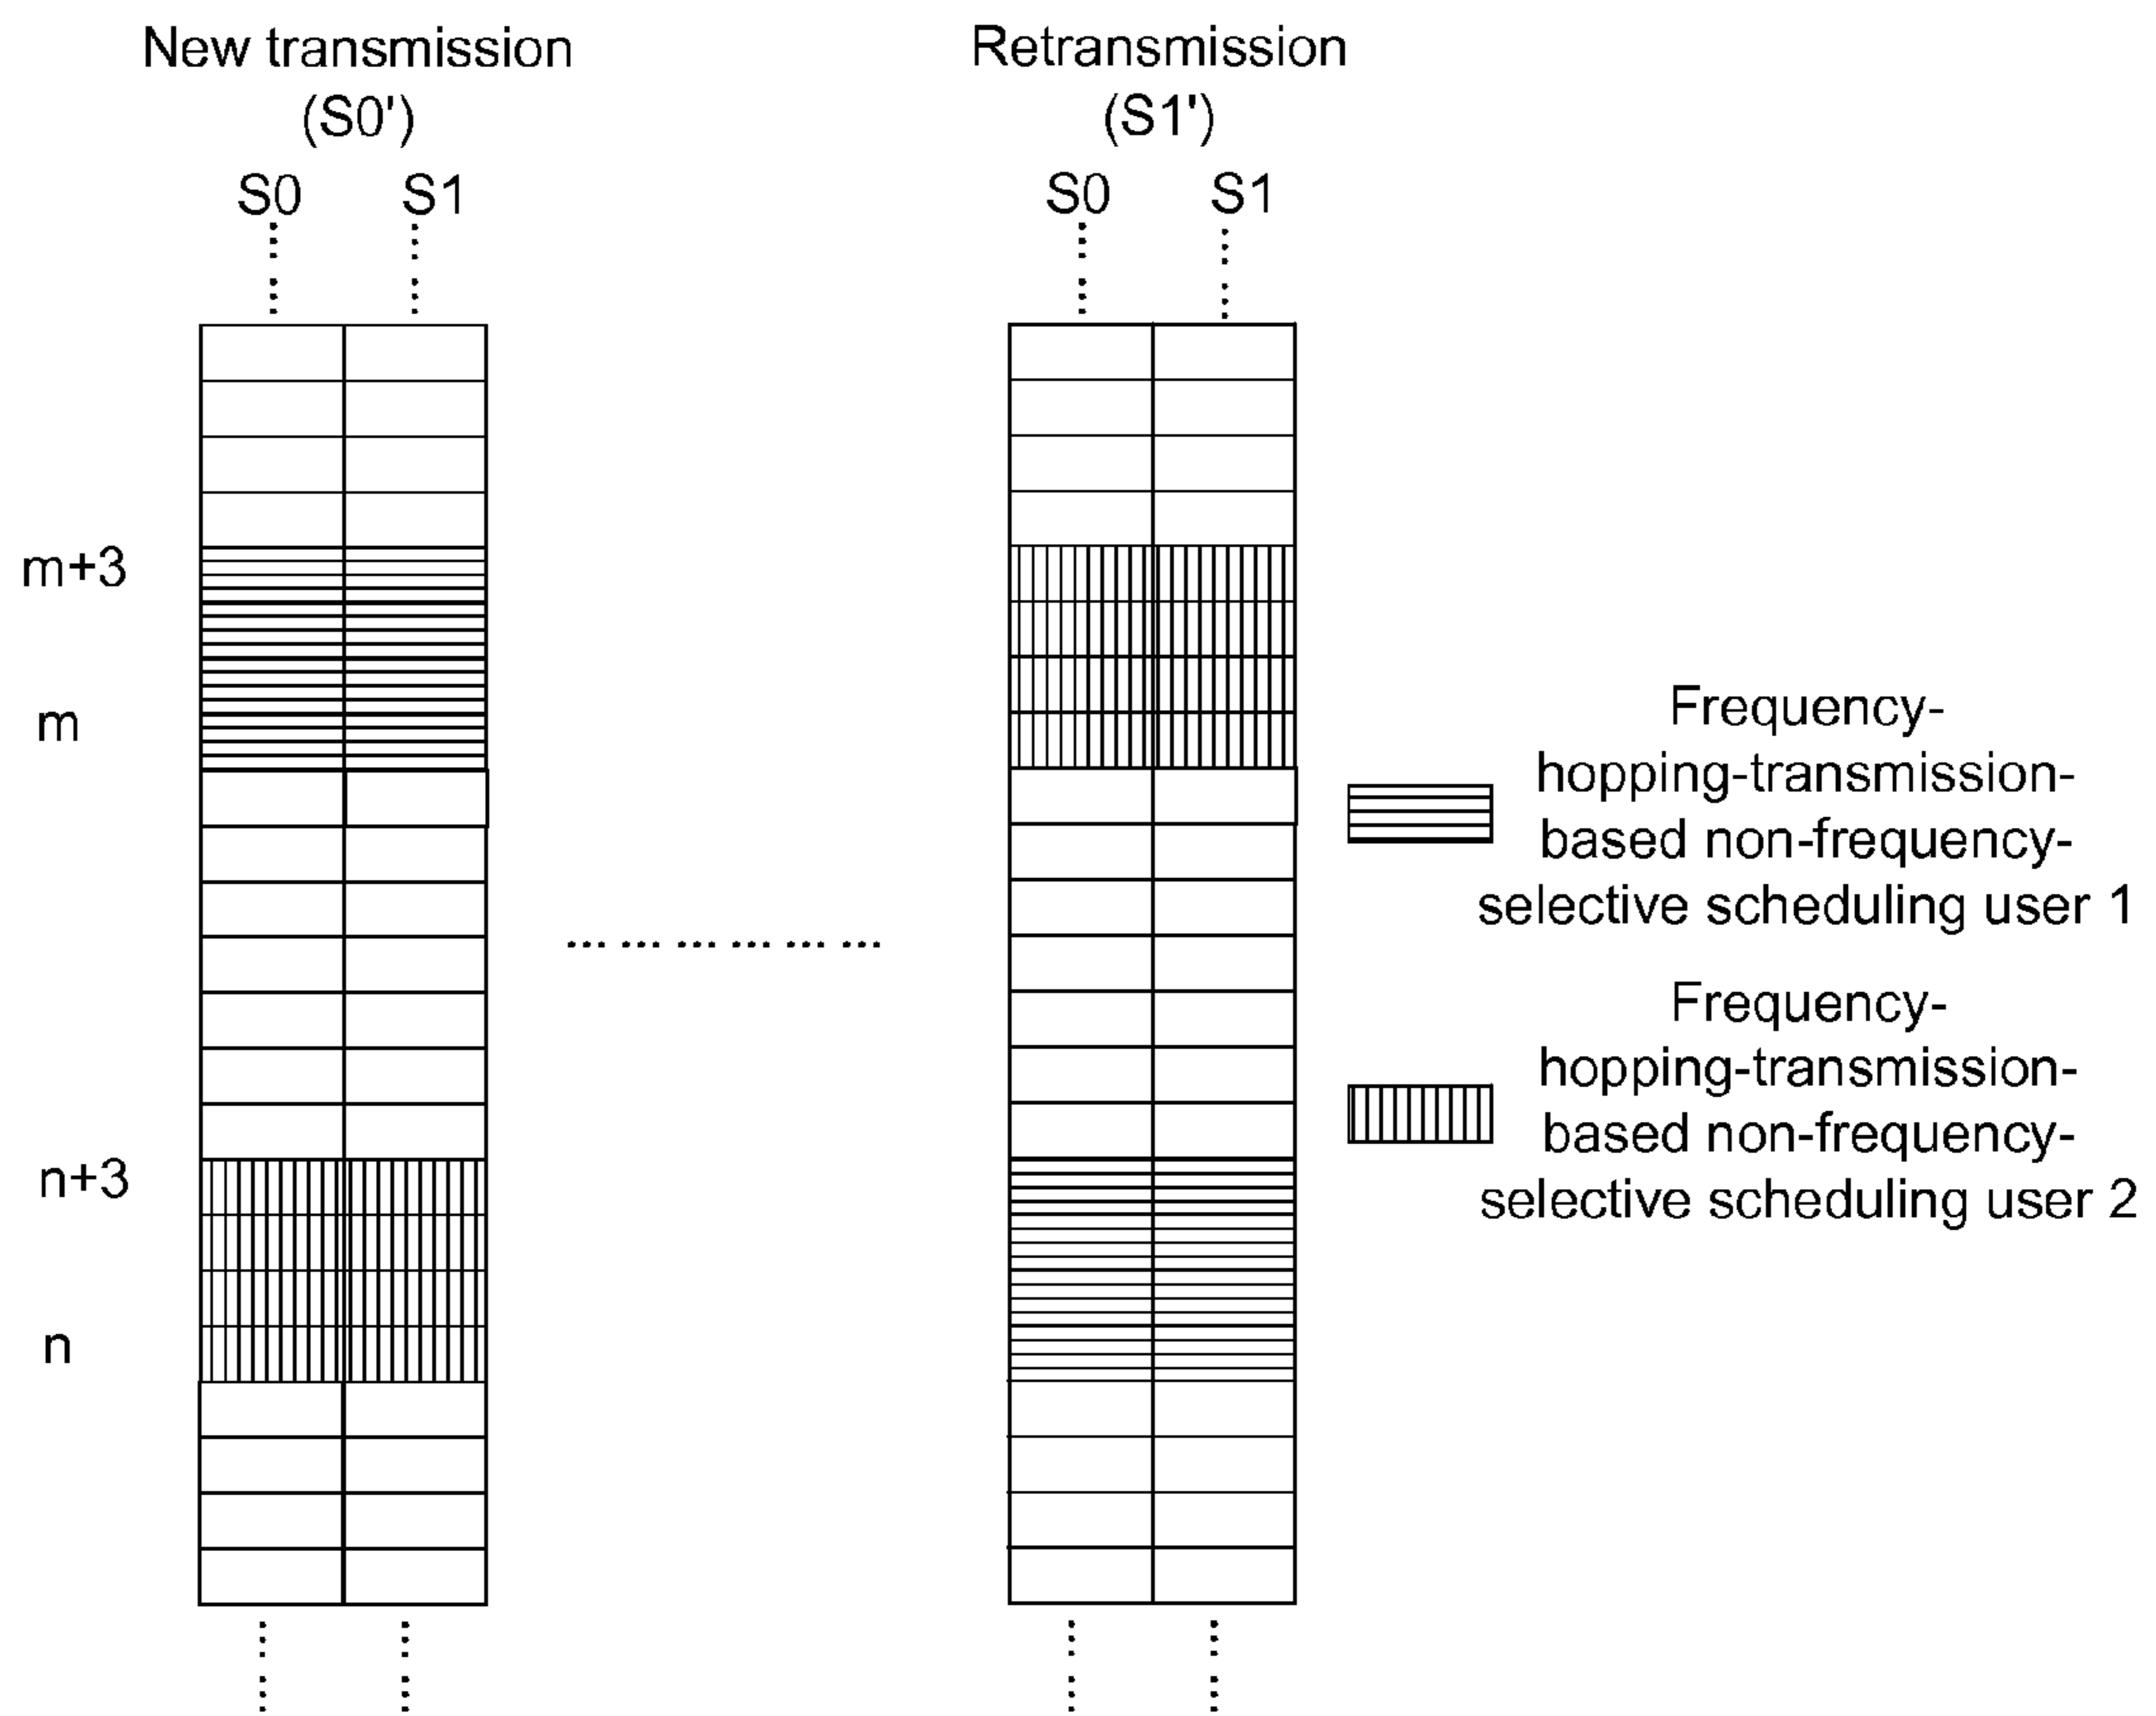 New transmission
(S0')
S0 S1
Retransmission
(S1')
S0 S1
m+3
m
n+3
n
Frequency-
hopping-transmission-
based non-frequency-
selective scheduling user 1
Frequency-
hopping-transmission-
based non-frequency-
selective scheduling user 2